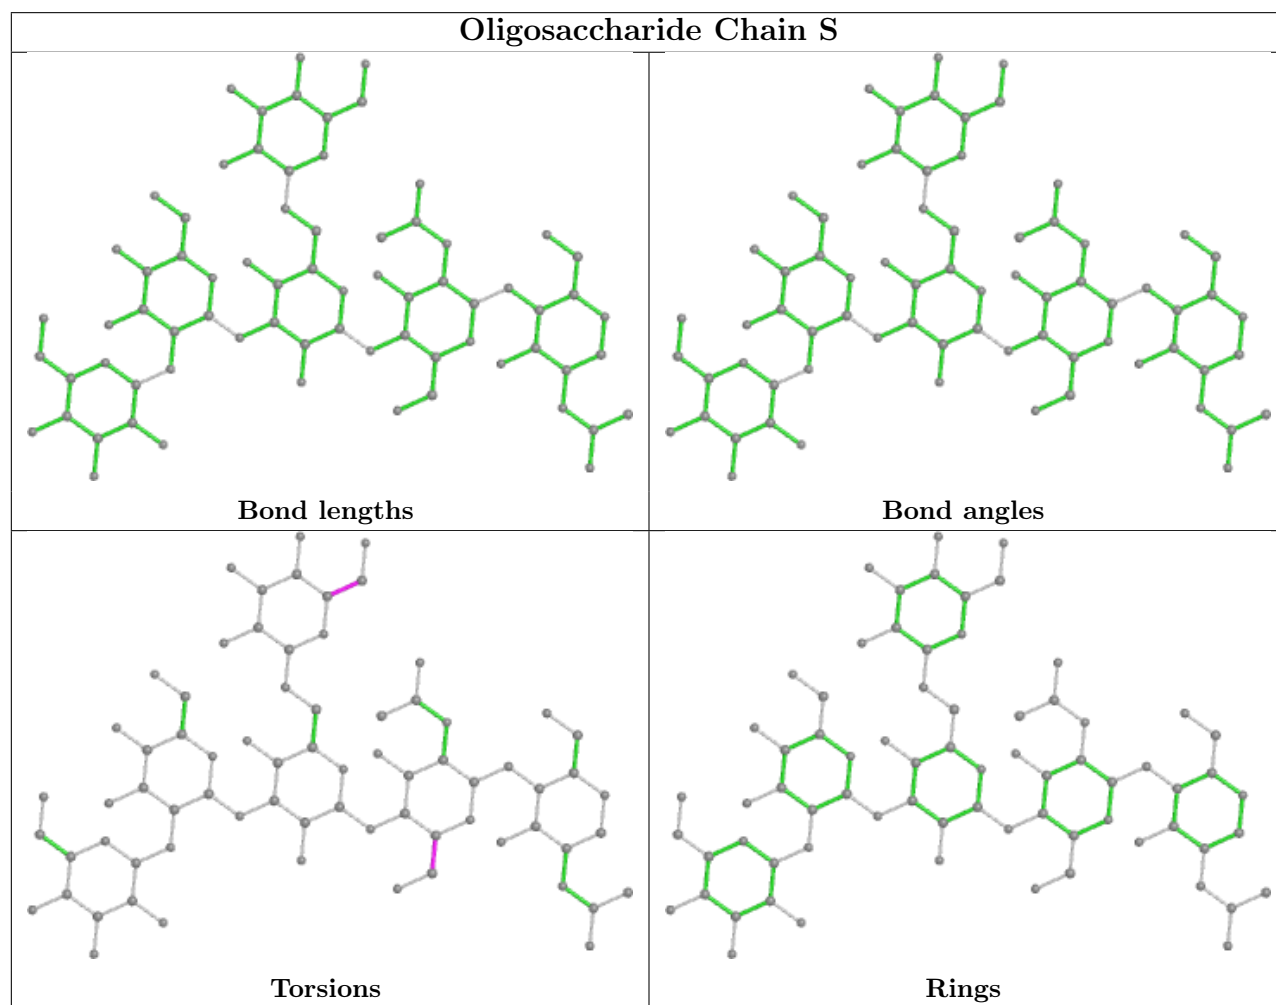 Oligosaccharide Chain S
Bond lengths
Bond angles
Torsions
Rings